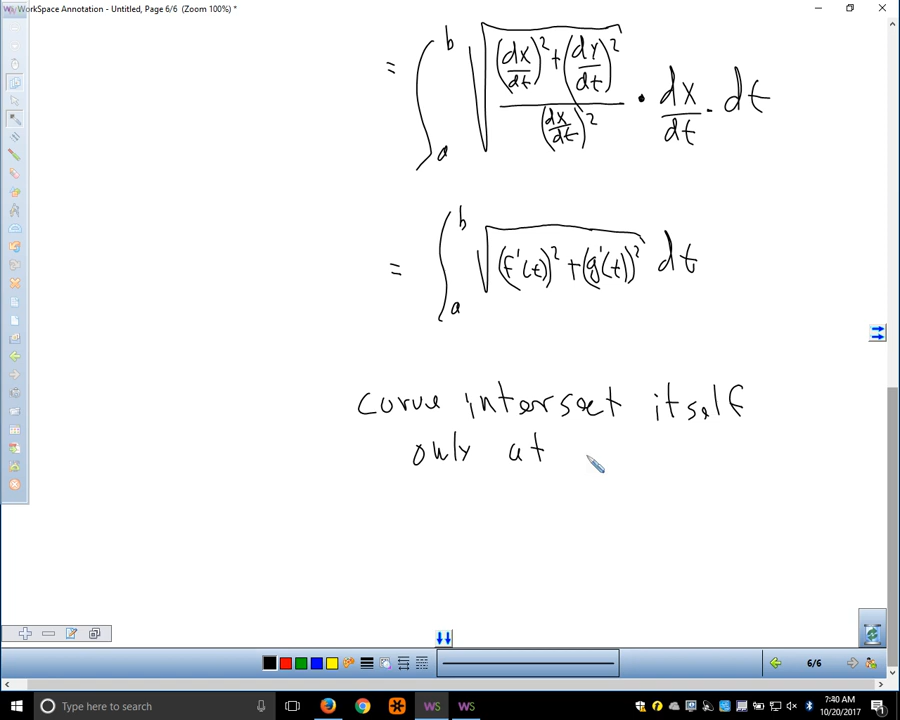 WorkSpace Annotation - Untitled, Page 6/6 (Zoom 100%) *
= ∫_a^b √(((dx/dt)^2 + (dy/dt)^2) / (dx/dt)^2) · dx/dt · dt
= ∫_a^b √((f'(t))^2 + (g'(t))^2) dt
curve intersect itself
only at
6/6
Type here to search
WS
WS
7:40 AM
10/20/2017